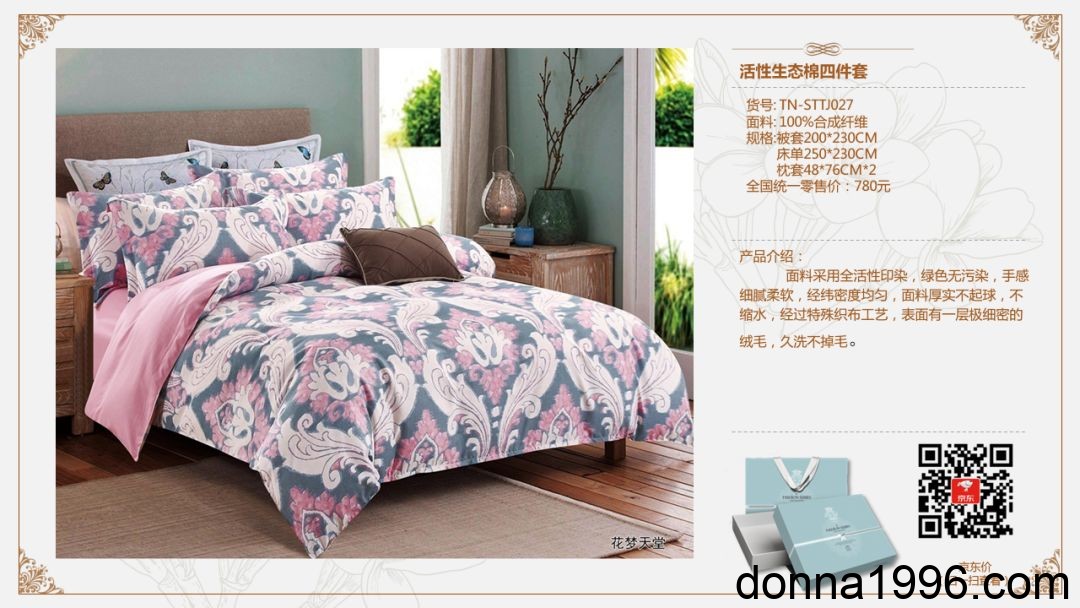 活性生态棉四件套
货号: TN-STTJ027
面料: 100%合成纤维
规格:被套200*230CM
床单250*230CM
枕套48*76CM*2
全国统一零售价：780元
产品介绍：
面料采用全活性印染，绿色无污染，手感
细腻柔软，经纬密度均匀，面料厚实不起球，不
缩水，经过特殊织布工艺，表面有一层极细密的
绒毛，久洗不掉毛。
花梦天堂
京东
京东价
扫查看
donna1996.com